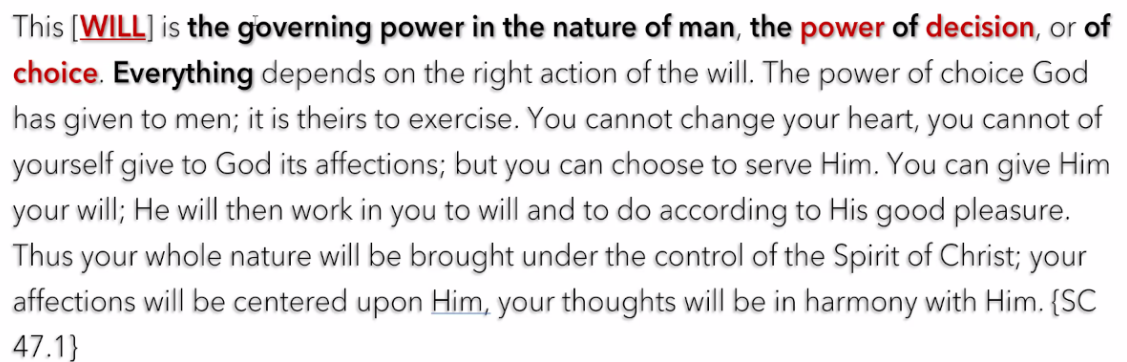 This [WILL] is the governing power in the nature of man, the power of decision, or of
choice. Everything depends on the right action of the will. The power of choice God
has given to men; it is theirs to exercise. You cannot change your heart, you cannot of
yourself give to God its affections; but you can choose to serve Him. You can give Him
your will; He will then work in you to will and to do according to His good pleasure.
Thus your whole nature will be brought under the control of the Spirit of Christ; your
affections will be centered upon Him, your thoughts will be in harmony with Him. {SC
47.1}